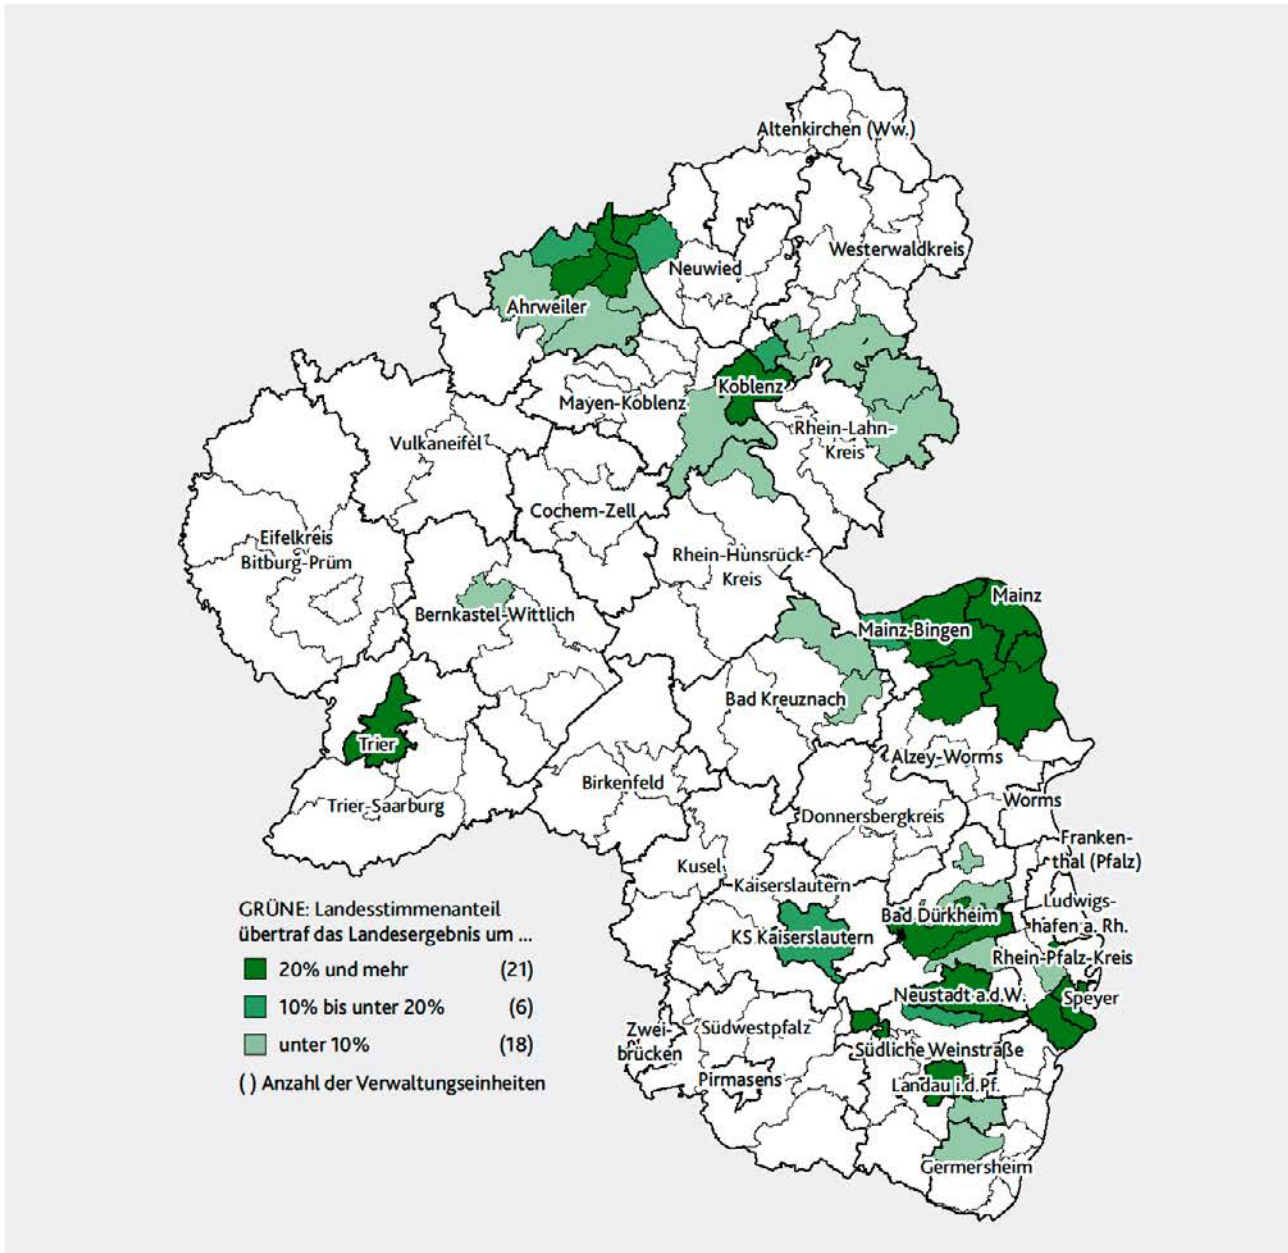 Altenkirchen (Ww.)
Westerwaldkreis
Neuwied
Ahrweiler
Koblenz
Mayen-Koblenz
Rhein-Lahn-
Kreis
Vulkaneifel
Cochem-Zell
Eifelkreis
Bitburg-Prüm
Rhein-Hunsrück-
Kreis
Mainz
Bernkastel-Wittlich
Mainz-Bingen
Bad Kreuznach
Trier
Alzey-Worms
Birkenfeld
Trier-Saarburg
Worms
Donnersbergkreis
Franken-
thal (Pfalz)
Kusel
Kaiserslautern
Ludwigs-
hafen a. Rh.
Bad Dürkheim
KS Kaiserslautern
Rhein-Pfalz-Kreis
Neustadt a.d.W.
Speyer
Zwei-
brücken
Südwestpfalz
Südliche Weinstraße
Pirmasens
Landau i.d.Pf.
Germersheim
GRÜNE: Landesstimmenanteil
übertraf das Landesergebnis um ...
20% und mehr (21)
10% bis unter 20% (6)
unter 10% (18)
( ) Anzahl der Verwaltungseinheiten